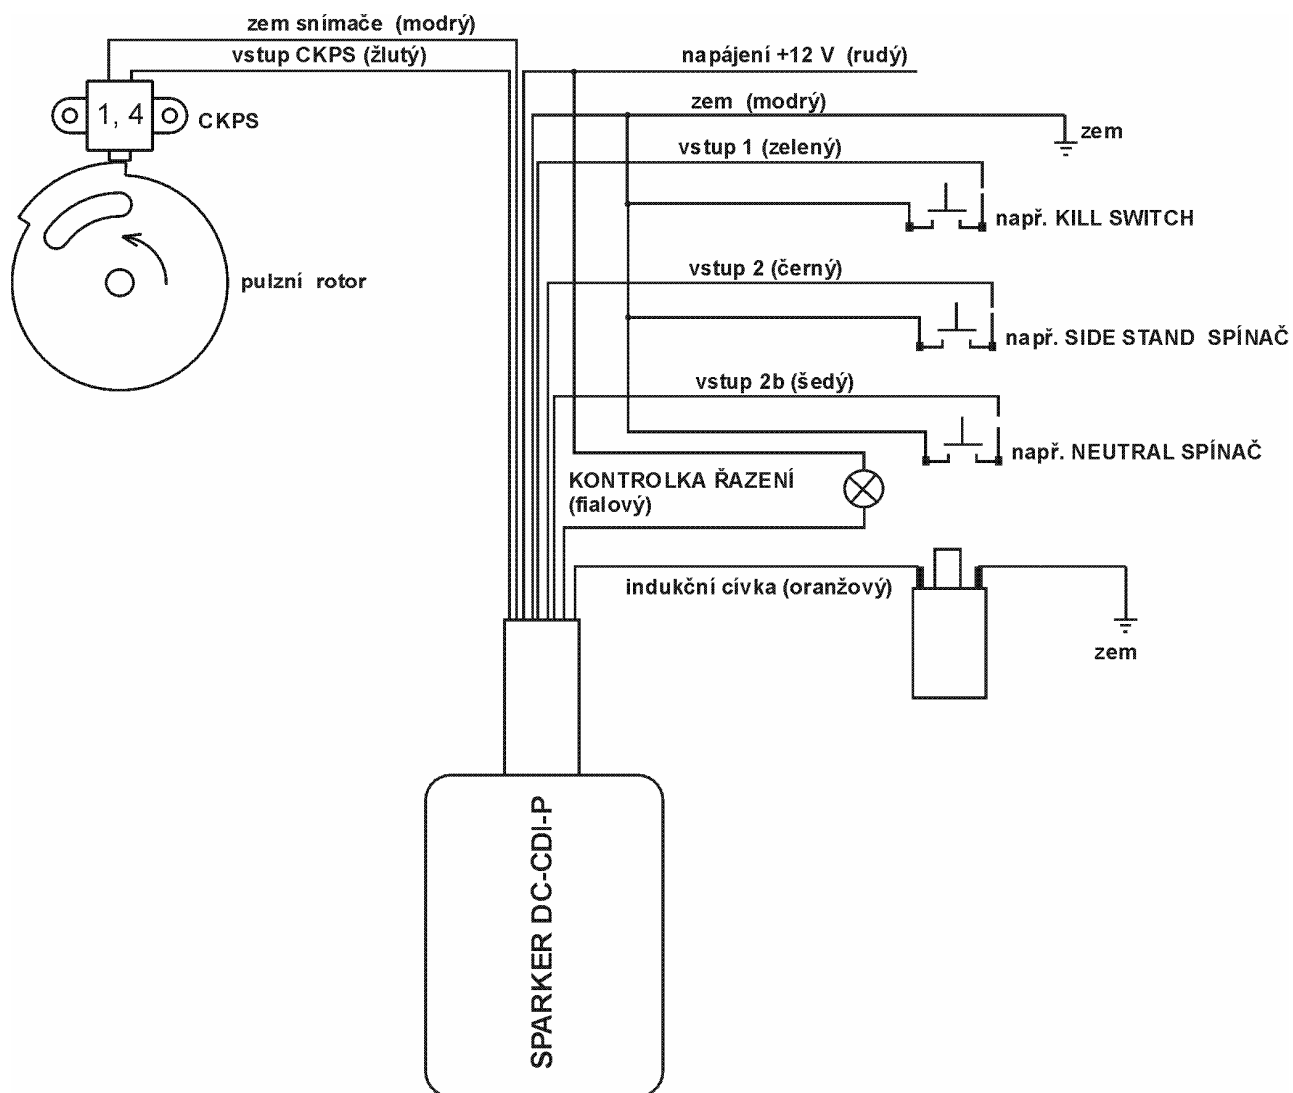 zem snímače (modrý)
vstup CKPS (žlutý)
napájení +12 V (rudý)
1, 4
CKPS
zem (modrý)
zem
vstup 1 (zelený)
např. KILL SWITCH
pulzní rotor
vstup 2 (černý)
např. SIDE STAND SPÍNAČ
vstup 2b (šedý)
např. NEUTRAL SPÍNAČ
KONTROLKA ŘAZENÍ
(fialový)
indukční cívka (oranžový)
zem
SPARKER DC-CDI-P